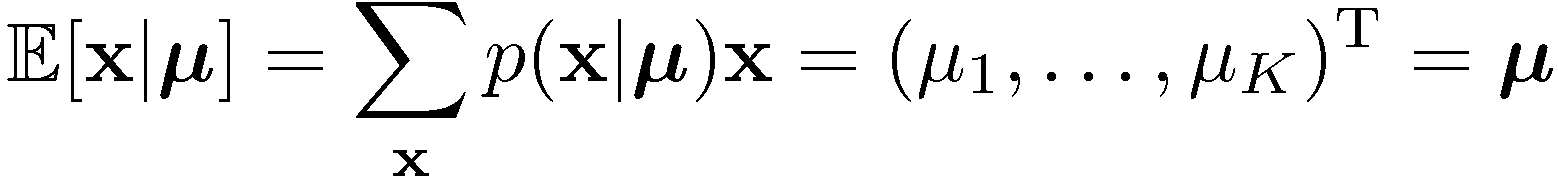 𝔼[𝐱|𝛍] = ∑_𝐱 p(𝐱|𝛍)𝐱 = (μ₁, …, μ_K)ᵀ = 𝛍